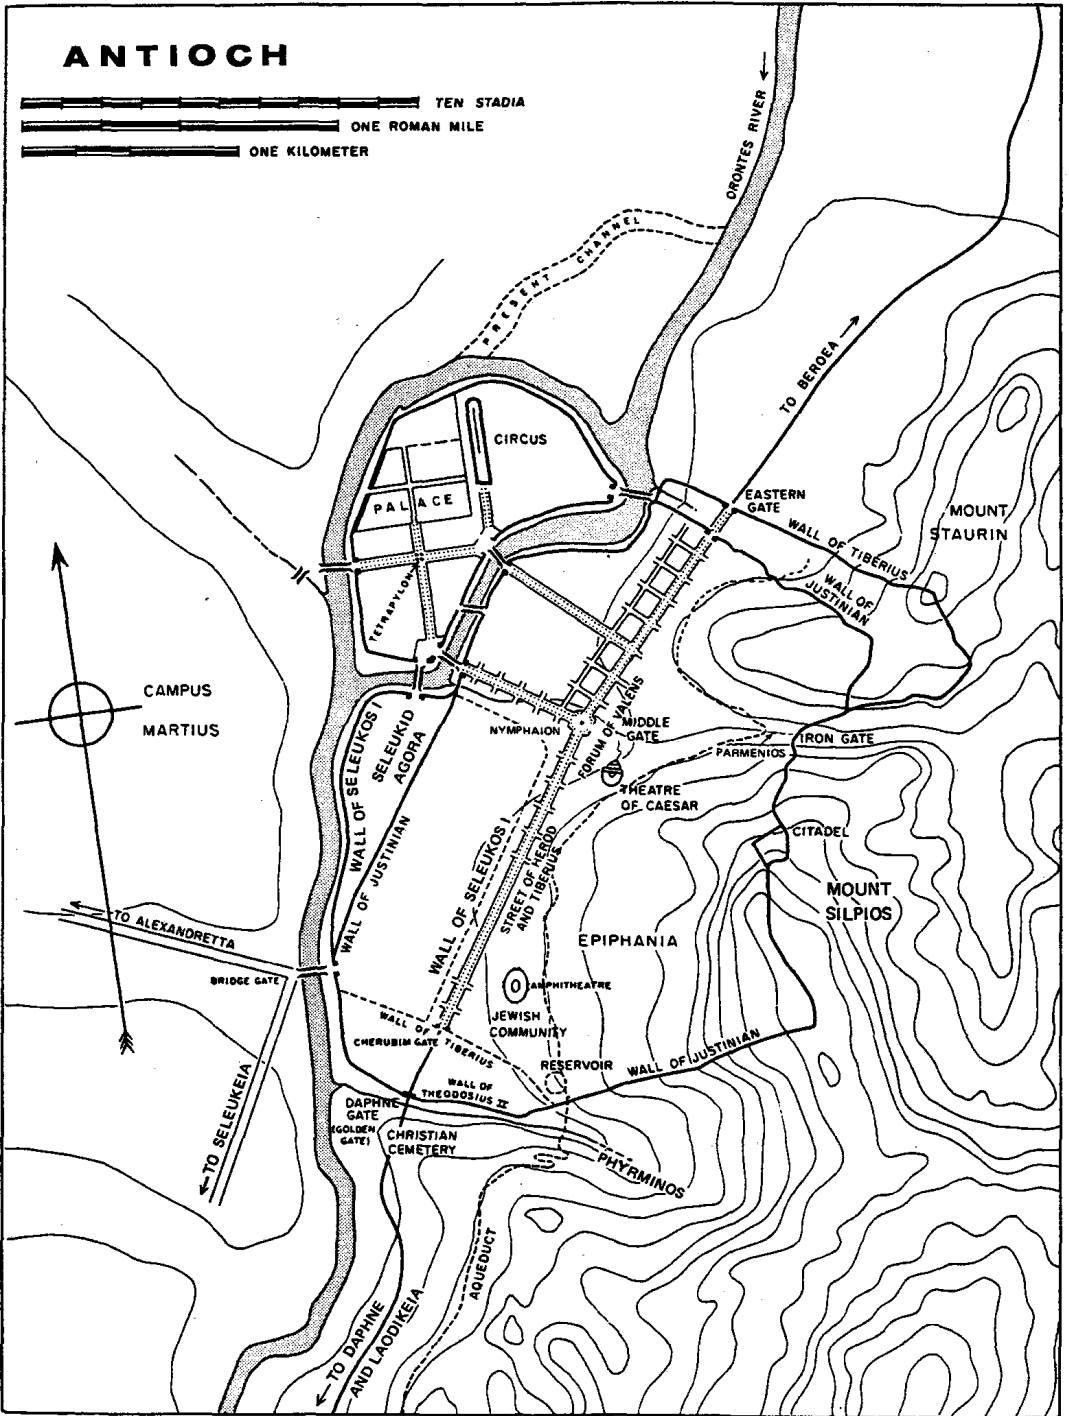 ANTIOCH
TEN STADIA
ONE ROMAN MILE
ONE KILOMETER
ORONTES RIVER
PRESENT CHANNEL
TO BEROEA
CIRCUS
PALACE
EASTERN
GATE
MOUNT
STAURIN
WALL OF TIBERIUS
WALL OF
JUSTINIAN
TETRAPYLON
CAMPUS
MARTIUS
WALL OF SELEUKOS I
SELEUKID
AGORA
NYMPHAION
FORUM OF VALENS
MIDDLE
GATE
PARMENIOS
IRON GATE
THEATRE
OF CAESAR
CITADEL
WALL OF JUSTINIAN
WALL OF SELEUKOS I
STREET OF HEROD
AND TIBERIUS
MOUNT
SILPIOS
TO ALEXANDRETTA
EPIPHANIA
BRIDGE GATE
AMPHITHEATRE
JEWISH
COMMUNITY
WALL OF TIBERIUS
CHERUBIM GATE
RESERVOIR
WALL OF JUSTINIAN
WALL OF
THEODOSIUS II
DAPHNE
GATE
(GOLDEN
GATE)
CHRISTIAN
CEMETERY
TO SELEUKEIA
PHYRMINOS
AQUEDUCT
TO DAPHNE
AND LAODIKEIA